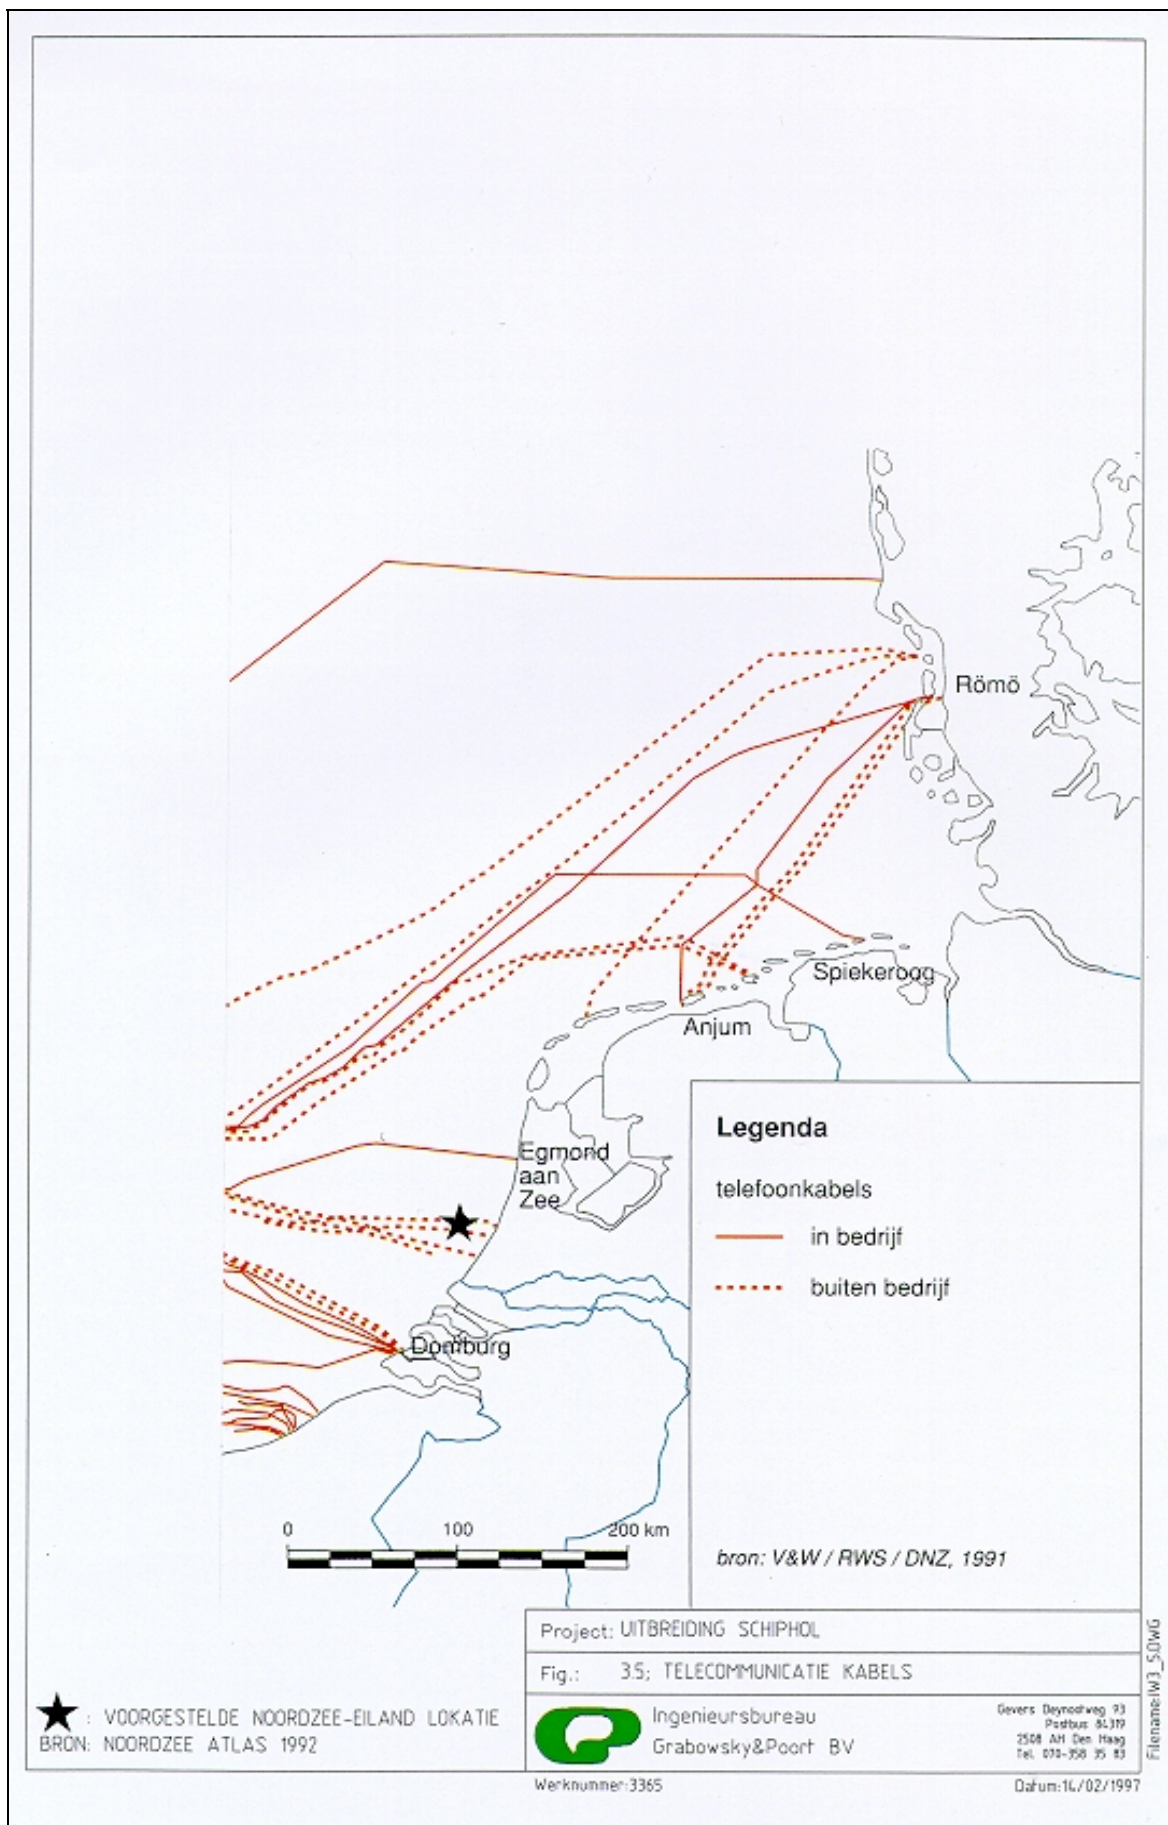 Römö
Spiekeroog
Anjum
Egmond
aan
Zee
Domburg
Legenda
telefoonkabels
in bedrijf
buiten bedrijf
0 100 200 km
bron: V&W / RWS / DNZ, 1991
Project: UITBREIDING SCHIPHOL
Fig.: 3.5; TELECOMMUNICATIE KABELS
Ingenieursbureau
Grabowsky&Poort BV
Gevers Deynootweg 93
Postbus 84319
2508 AH Den Haag
Tel. 070-358 35 83
: VOORGESTELDE NOORDZEE-EILAND LOKATIE
BRON: NOORDZEE ATLAS 1992
Werknummer:3365
Datum:14/02/1997
Filename:IW3_5.DWG